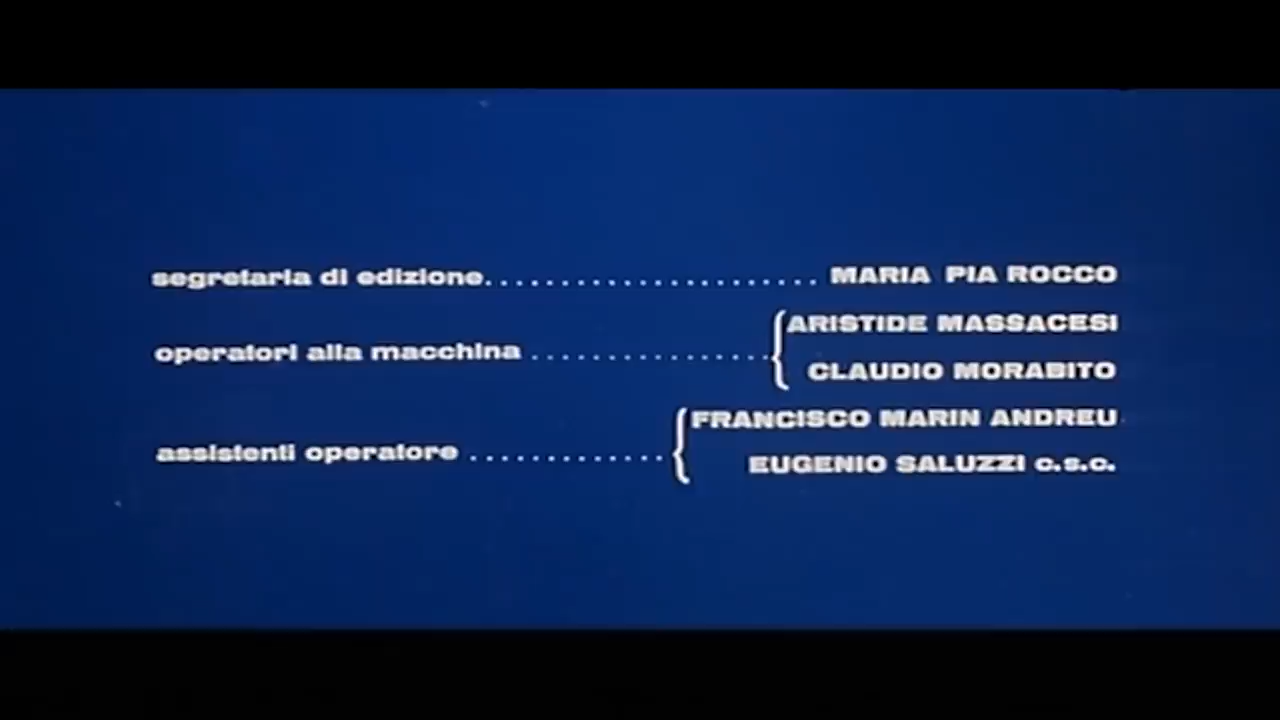 segretaria di edizione...................... MARIA PIA ROCCO
operatori alla macchina ................{ ARISTIDE MASSACESI
CLAUDIO MORABITO
assistenti operatore .............{ FRANCISCO MARIN ANDREU
EUGENIO SALUZZI c.s.c.